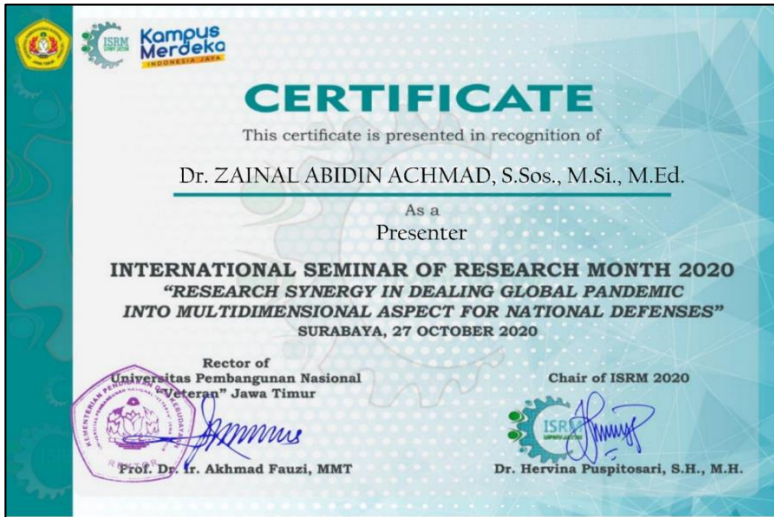 ISRM
Kampus
Merdeka
INDONESIA JAYA
CERTIFICATE
This certificate is presented in recognition of
Dr. ZAINAL ABIDIN ACHMAD, S.Sos., M.Si., M.Ed.
As a
Presenter
INTERNATIONAL SEMINAR OF RESEARCH MONTH 2020
“RESEARCH SYNERGY IN DEALING GLOBAL PANDEMIC
INTO MULTIDIMENSIONAL ASPECT FOR NATIONAL DEFENSES”
SURABAYA, 27 OCTOBER 2020
Rector of
Universitas Pembangunan Nasional
“Veteran” Jawa Timur
Prof. Dr. Ir. Akhmad Fauzi, MMT
Chair of ISRM 2020
ISRM
Dr. Hervina Puspitosari, S.H., M.H.